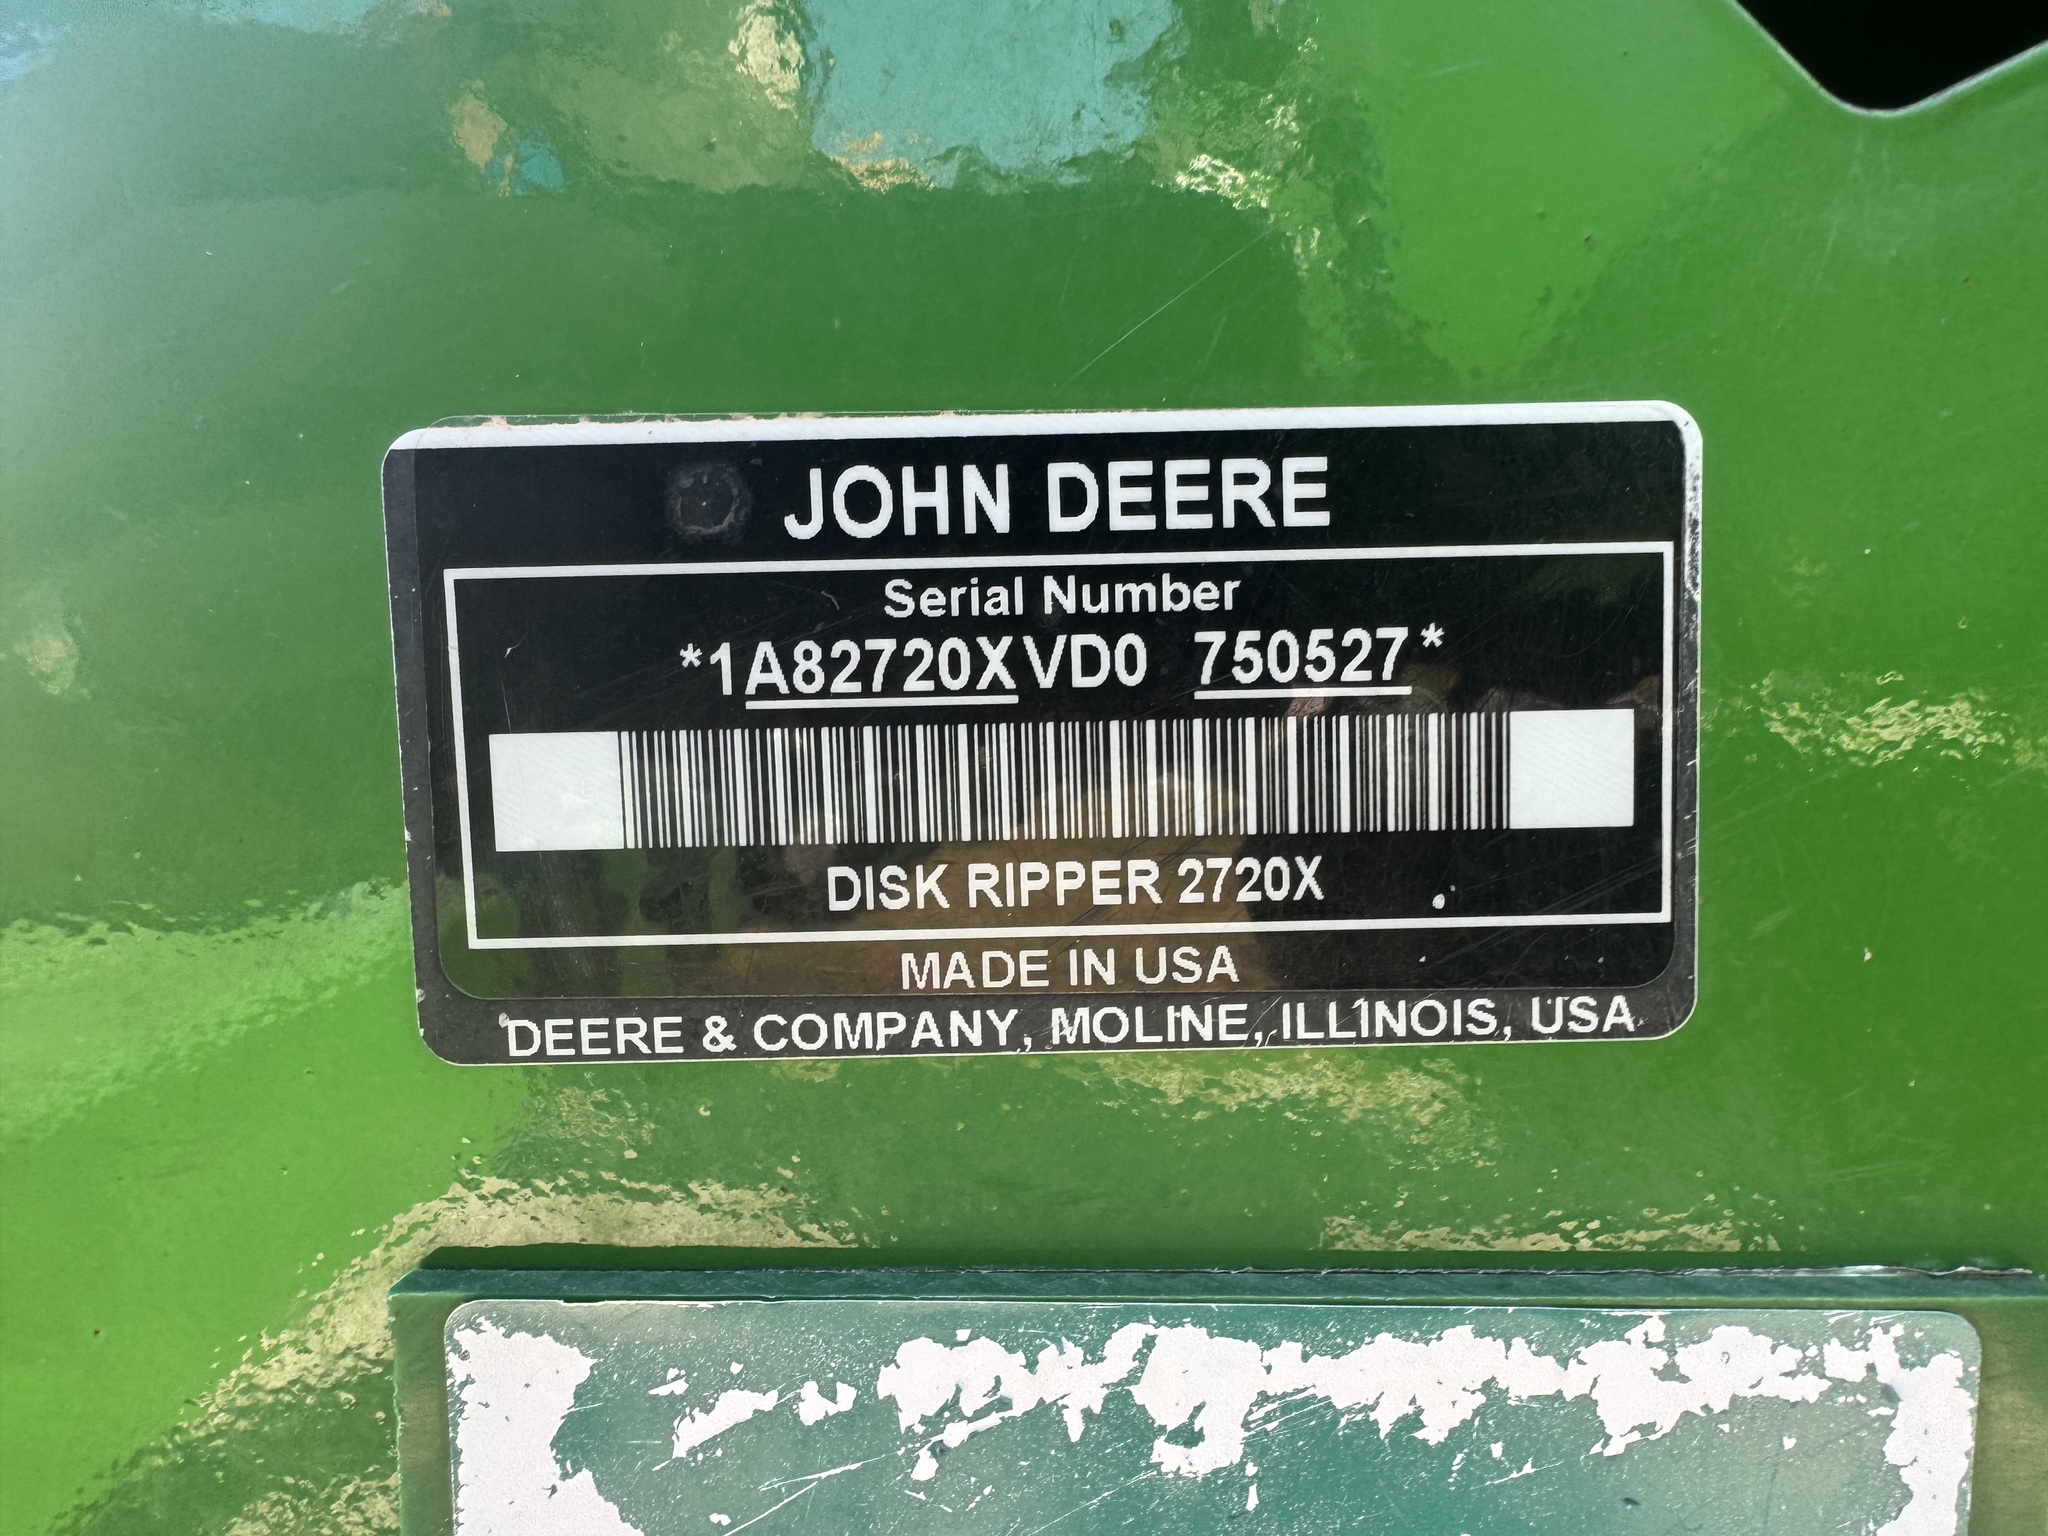 JOHN DEERE
Serial Number
*1A82720XVD0 750527*
DISK RIPPER 2720X
MADE IN USA
DEERE & COMPANY, MOLINE, ILLINOIS, USA